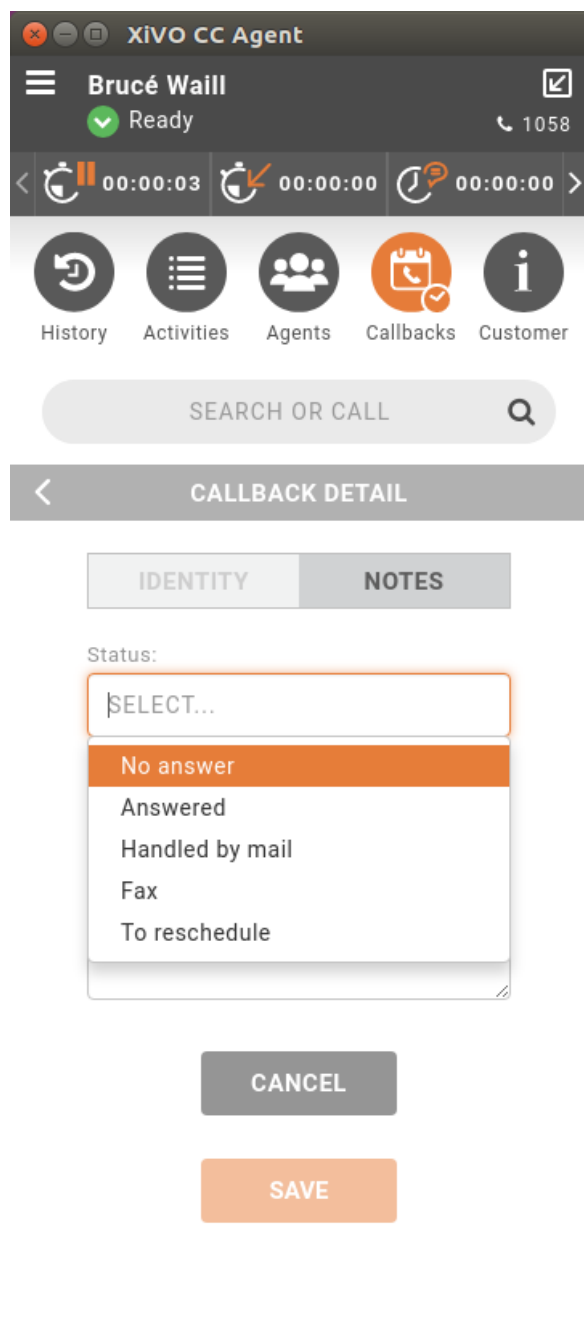 XiVO CC Agent
Brucé Waill
Ready
1058
00:00:03 00:00:00 00:00:00
History Activities Agents Callbacks Customer
SEARCH OR CALL
CALLBACK DETAIL
IDENTITY NOTES
Status:
SELECT...
No answer
Answered
Handled by mail
Fax
To reschedule
CANCEL
SAVE